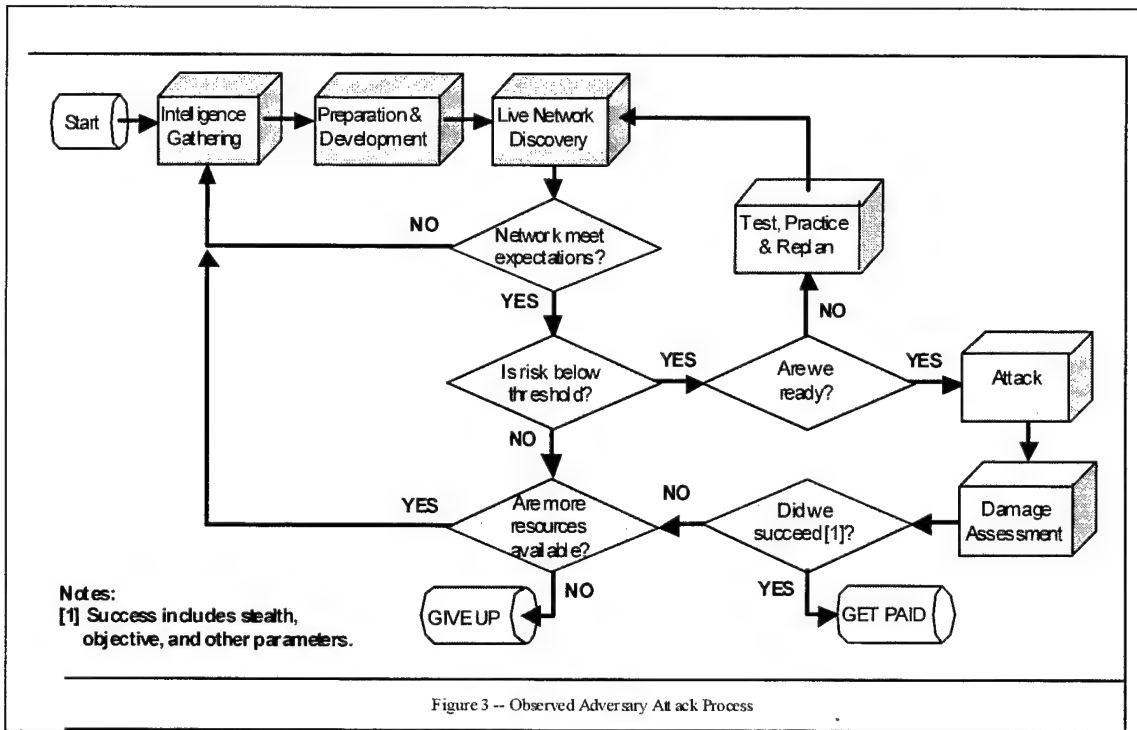 Start
Intelligence
Gathering
Preparation &
Development
Live Network
Discovery
NO
Network meet
expectations?
Test, Practice
& Replan
YES
NO
Is risk below
threshold?
YES
Are we
ready?
YES
Attack
NO
YES
Are more
resources
available?
NO
Did we
succeed[1]?
Damage
Assessment
NO
YES
GIVE UP
GET PAID
Notes:
[1] Success includes stealth,
objective, and other parameters.
Figure 3 -- Observed Adversary Attack Process